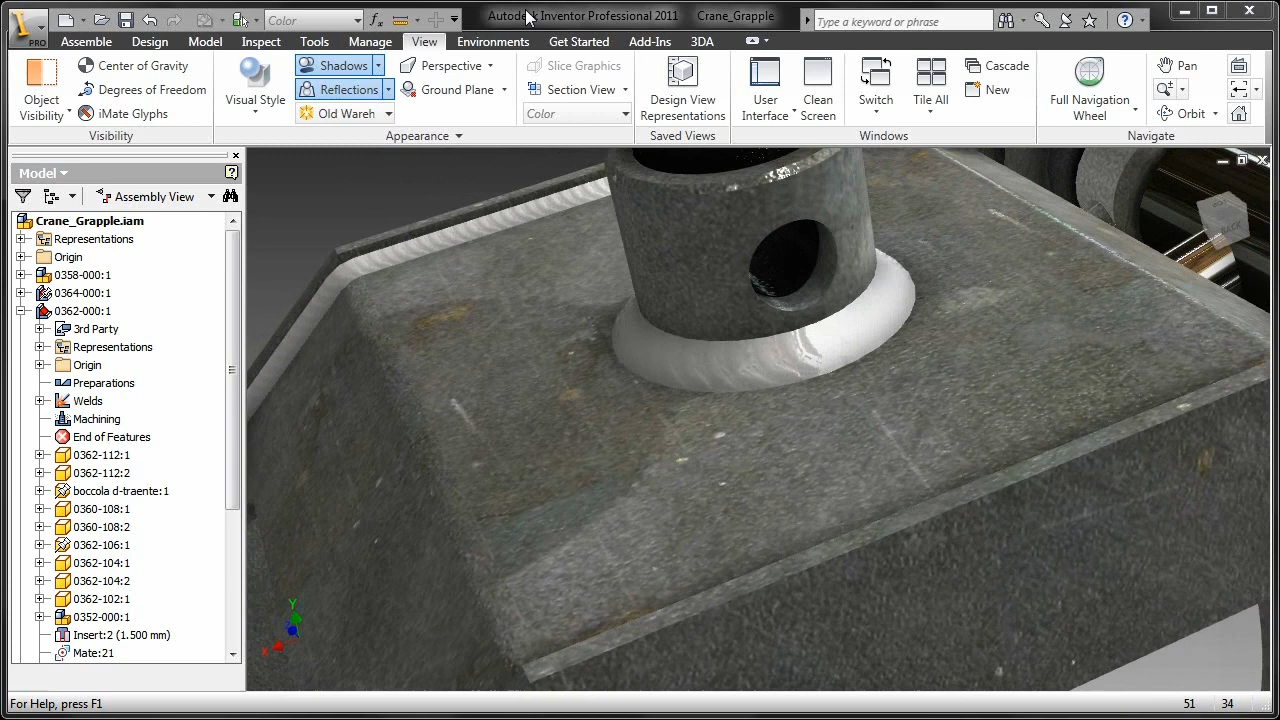 PRO
Color
Autodesk Inventor Professional 2011 Crane_Grapple
Type a keyword or phrase
Assemble Design Model Inspect Tools Manage View Environments Get Started Add-Ins 3DA
Object Visibility
Center of Gravity
Degrees of Freedom
iMate Glyphs
Visibility
Visual Style
Shadows
Reflections
Old Wareh
Perspective
Ground Plane
Appearance
Slice Graphics
Section View
Color
Design View Representations
Saved Views
User Interface
Clean Screen
Switch
Tile All
Cascade
New
Windows
Full Navigation Wheel
Pan
Orbit
Navigate
Model
Assembly View
Crane_Grapple.iam
Representations
Origin
0358-000:1
0364-000:1
0362-000:1
3rd Party
Representations
Origin
Preparations
Welds
Machining
End of Features
0362-112:1
0362-112:2
boccola d-traente:1
0360-108:1
0360-108:2
0362-106:1
0362-104:1
0362-104:2
0362-102:1
0352-000:1
Insert:2 (1.500 mm)
Mate:21
BACK
Y
X
For Help, press F1
51 34